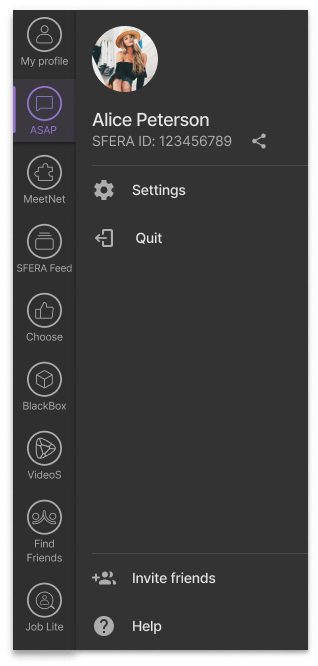 My profile
ASAP
MeetNet
SFERA Feed
Choose
BlackBox
VideoS
Find
Friends
Job Lite
Alice Peterson
SFERA ID: 123456789
Settings
Quit
Invite friends
Help